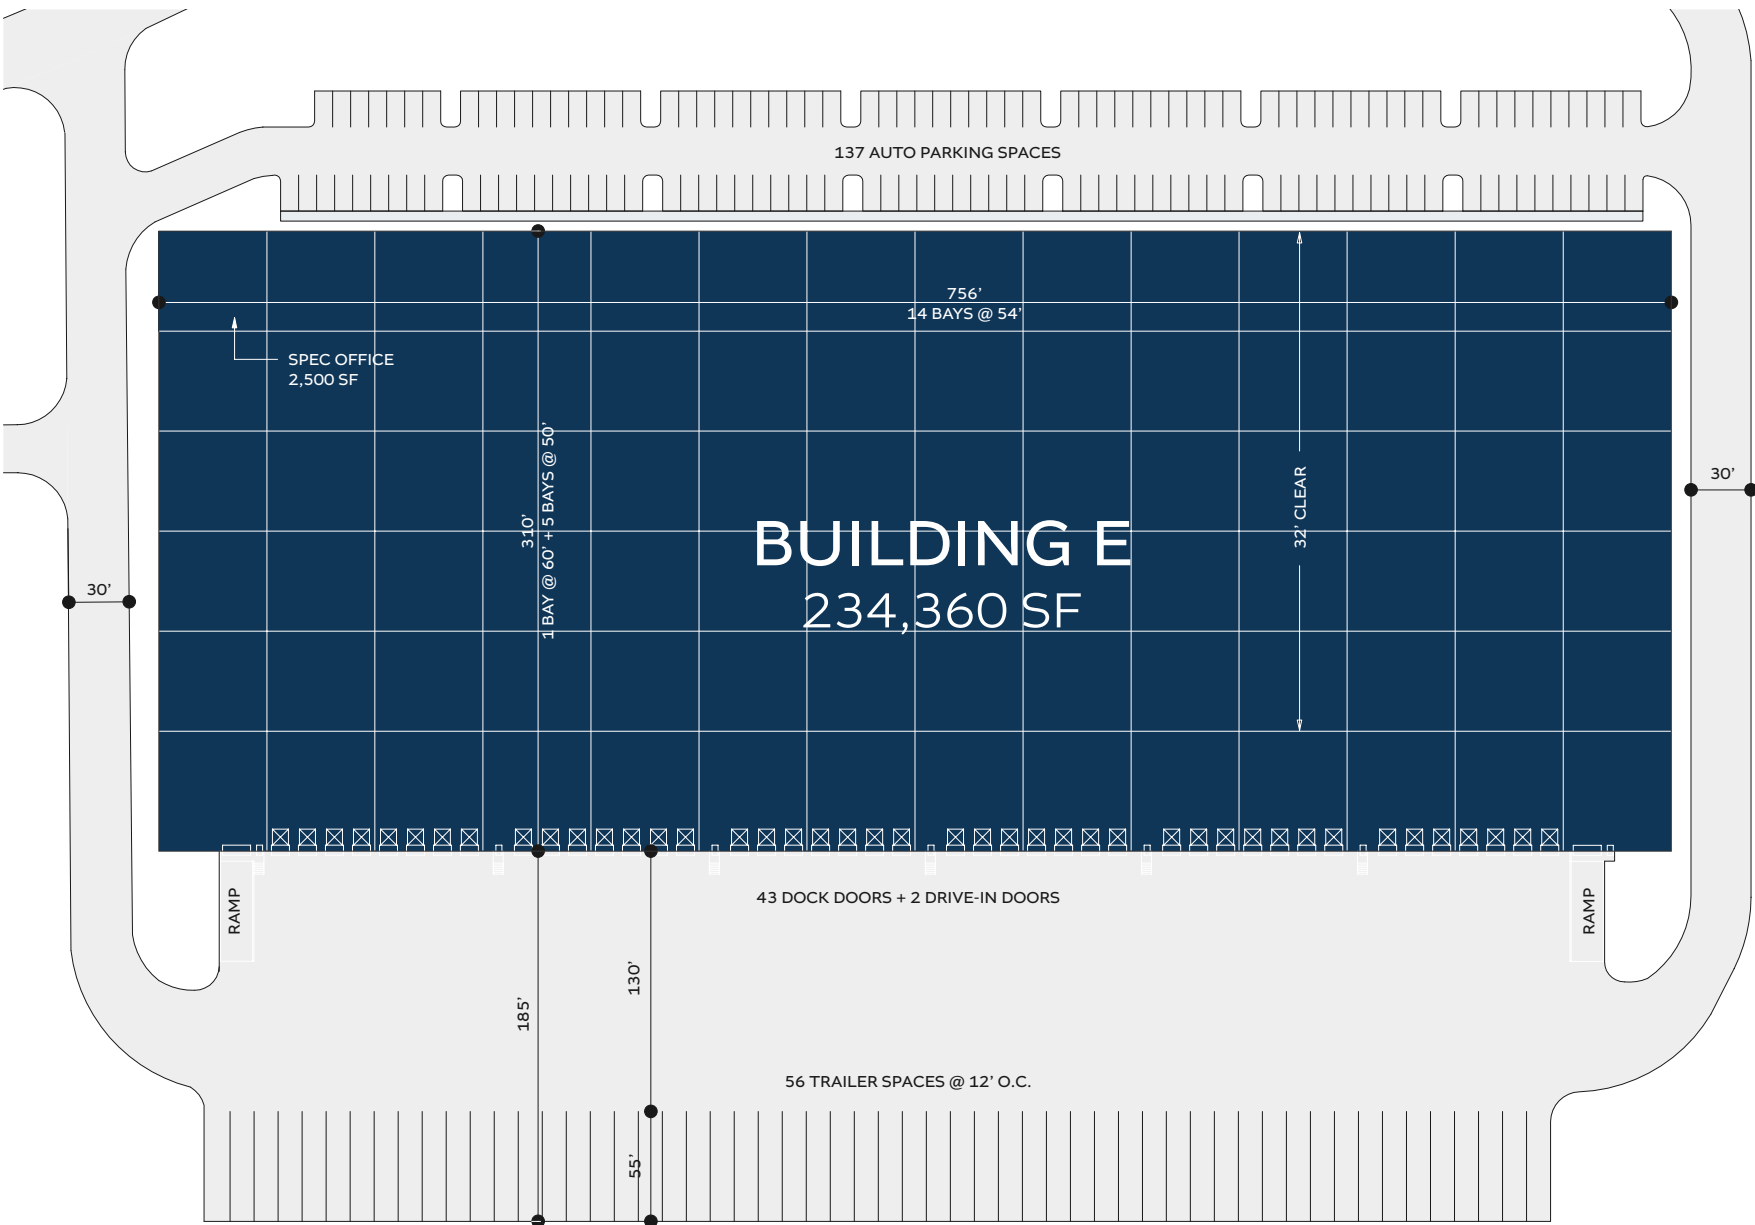 137 AUTO PARKING SPACES
756’
14 BAYS @ 54’
SPEC OFFICE
2,500 SF
310’
1 BAY @ 60’ + 5 BAYS @ 50’
32’ CLEAR
30’
BUILDING E
234,360 SF
30’
RAMP
43 DOCK DOORS + 2 DRIVE-IN DOORS
RAMP
185’
130’
56 TRAILER SPACES @ 12’ O.C.
55’